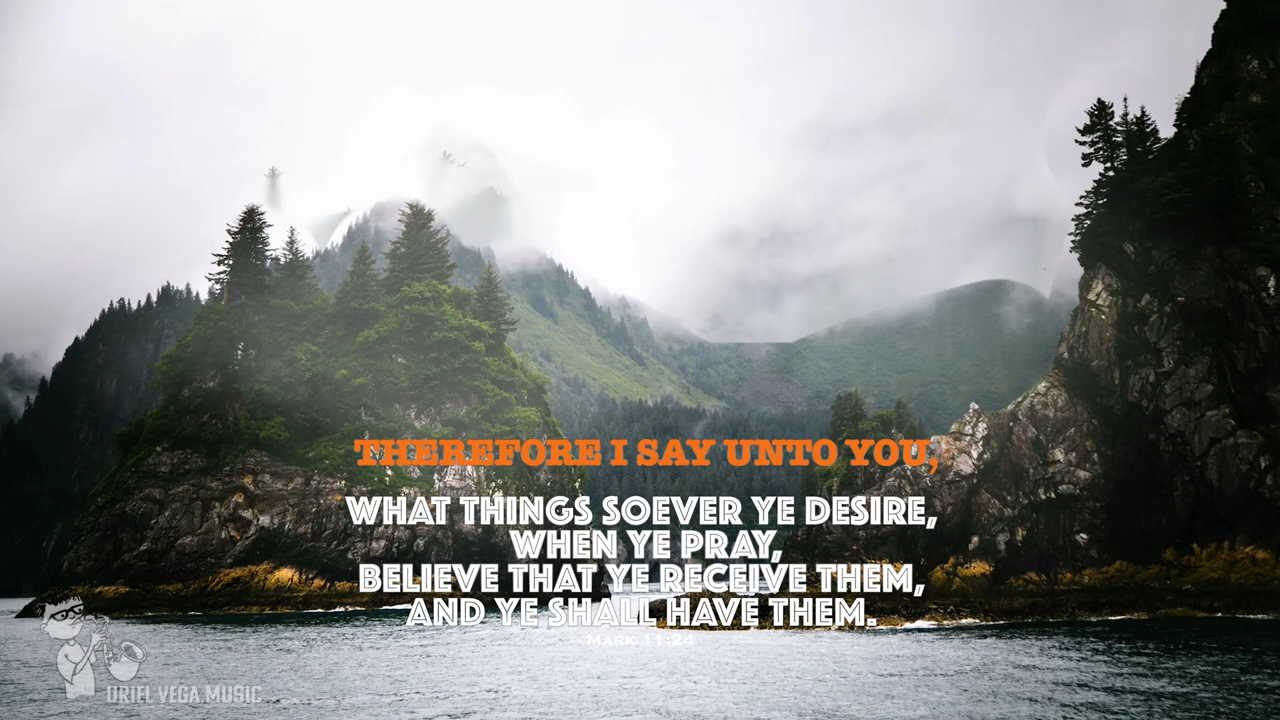 THEREFORE I SAY UNTO YOU,
WHAT THINGS SOEVER YE DESIRE,
WHEN YE PRAY,
BELIEVE THAT YE RECEIVE THEM,
AND YE SHALL HAVE THEM.
MARK 11:24
URIEL VEGA MUSIC